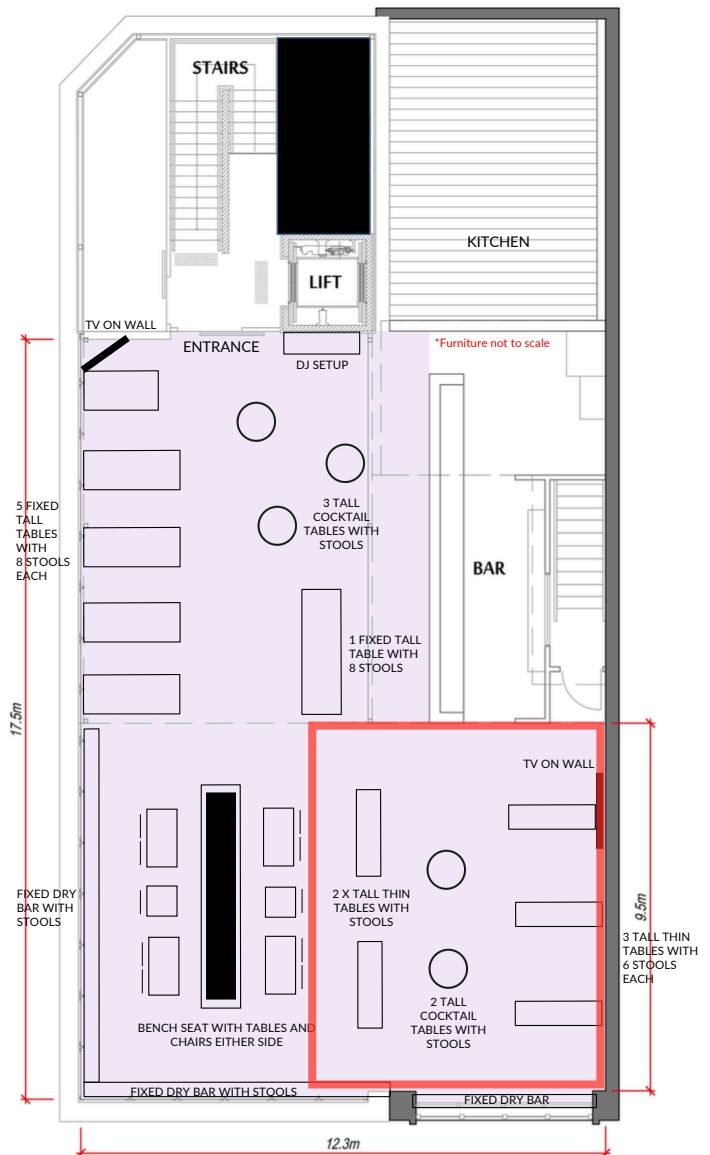 STAIRS
KITCHEN
LIFT
TV ON WALL
ENTRANCE
*Furniture not to scale
DJ SETUP
5 FIXED
TALL
TABLES
WITH
8 STOOLS
EACH
3 TALL
COCKTAIL
TABLES WITH
STOOLS
BAR
1 FIXED TALL
TABLE WITH
8 STOOLS
17.5m
TV ON WALL
FIXED DRY
BAR WITH
STOOLS
2 X TALL THIN
TABLES WITH
STOOLS
9.5m
3 TALL THIN
TABLES WITH
6 STOOLS
EACH
2 TALL
COCKTAIL
TABLES WITH
STOOLS
BENCH SEAT WITH TABLES AND
CHAIRS EITHER SIDE
FIXED DRY BAR WITH STOOLS
FIXED DRY BAR
12.3m